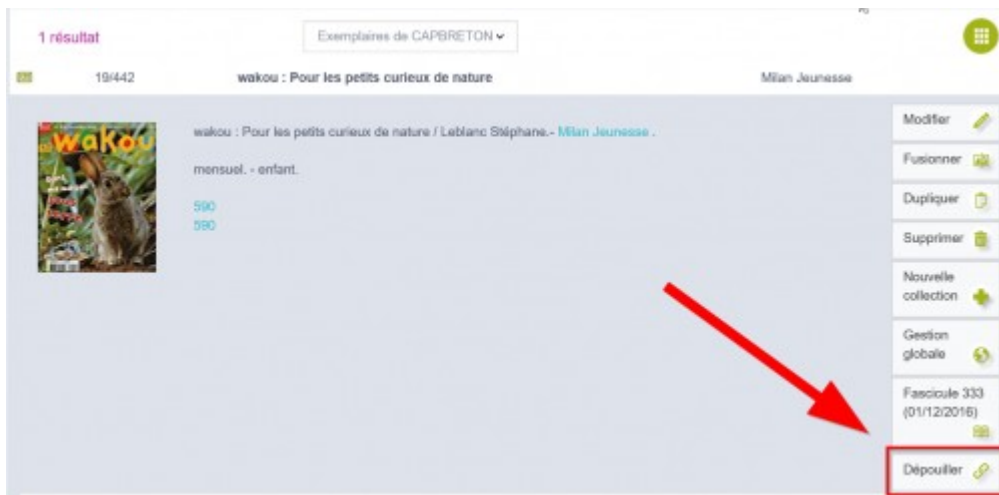 1 résultat
Exemplaires de CAPBRETON
19/442 wakou : Pour les petits curieux de nature Milan Jeunesse
wakou
wakou : Pour les petits curieux de nature / Leblanc Stéphane.- Milan Jeunesse .
mensuel. - enfant.
590
590
Modifier
Fusionner
Dupliquer
Supprimer
Nouvelle
collection
Gestion
globale
Fascicule 333
(01/12/2016)
Dépouiller